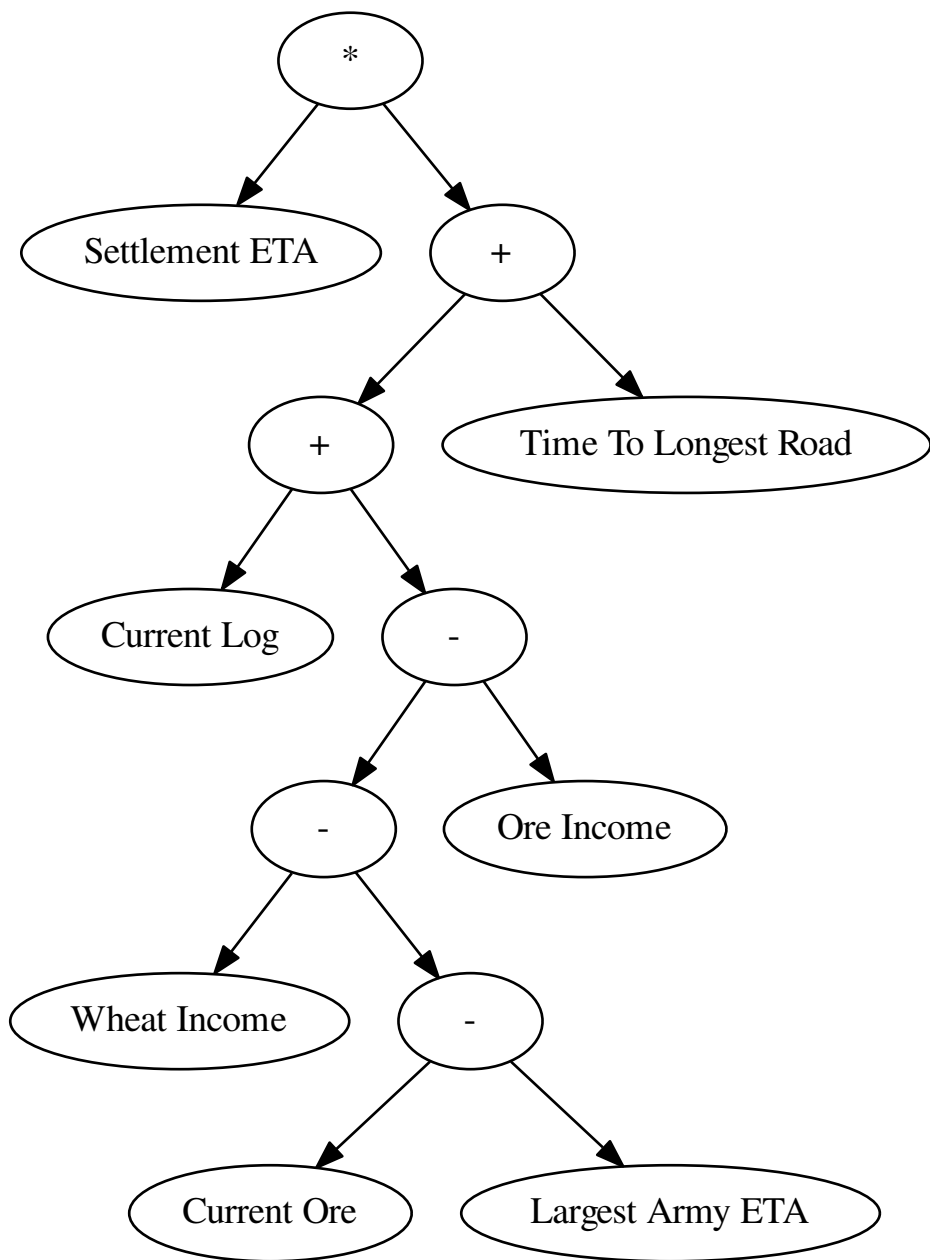 *
Settlement ETA
+
+
Time To Longest Road
Current Log
-
-
Ore Income
Wheat Income
-
Current Ore
Largest Army ETA